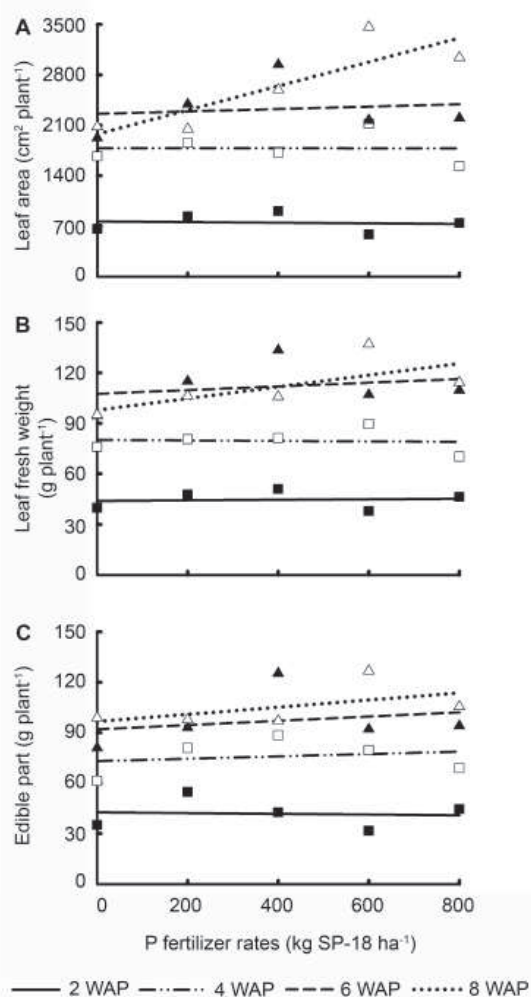 A
Leaf area (cm² plant⁻¹)
3500
2800
2100
1400
700
0
B
Leaf fresh weight
(g plant⁻¹)
150
120
90
60
30
0
C
Edible part (g plant⁻¹)
150
120
90
60
30
0
0 200 400 600 800
P fertilizer rates (kg SP-18 ha⁻¹)
2 WAP 4 WAP 6 WAP 8 WAP